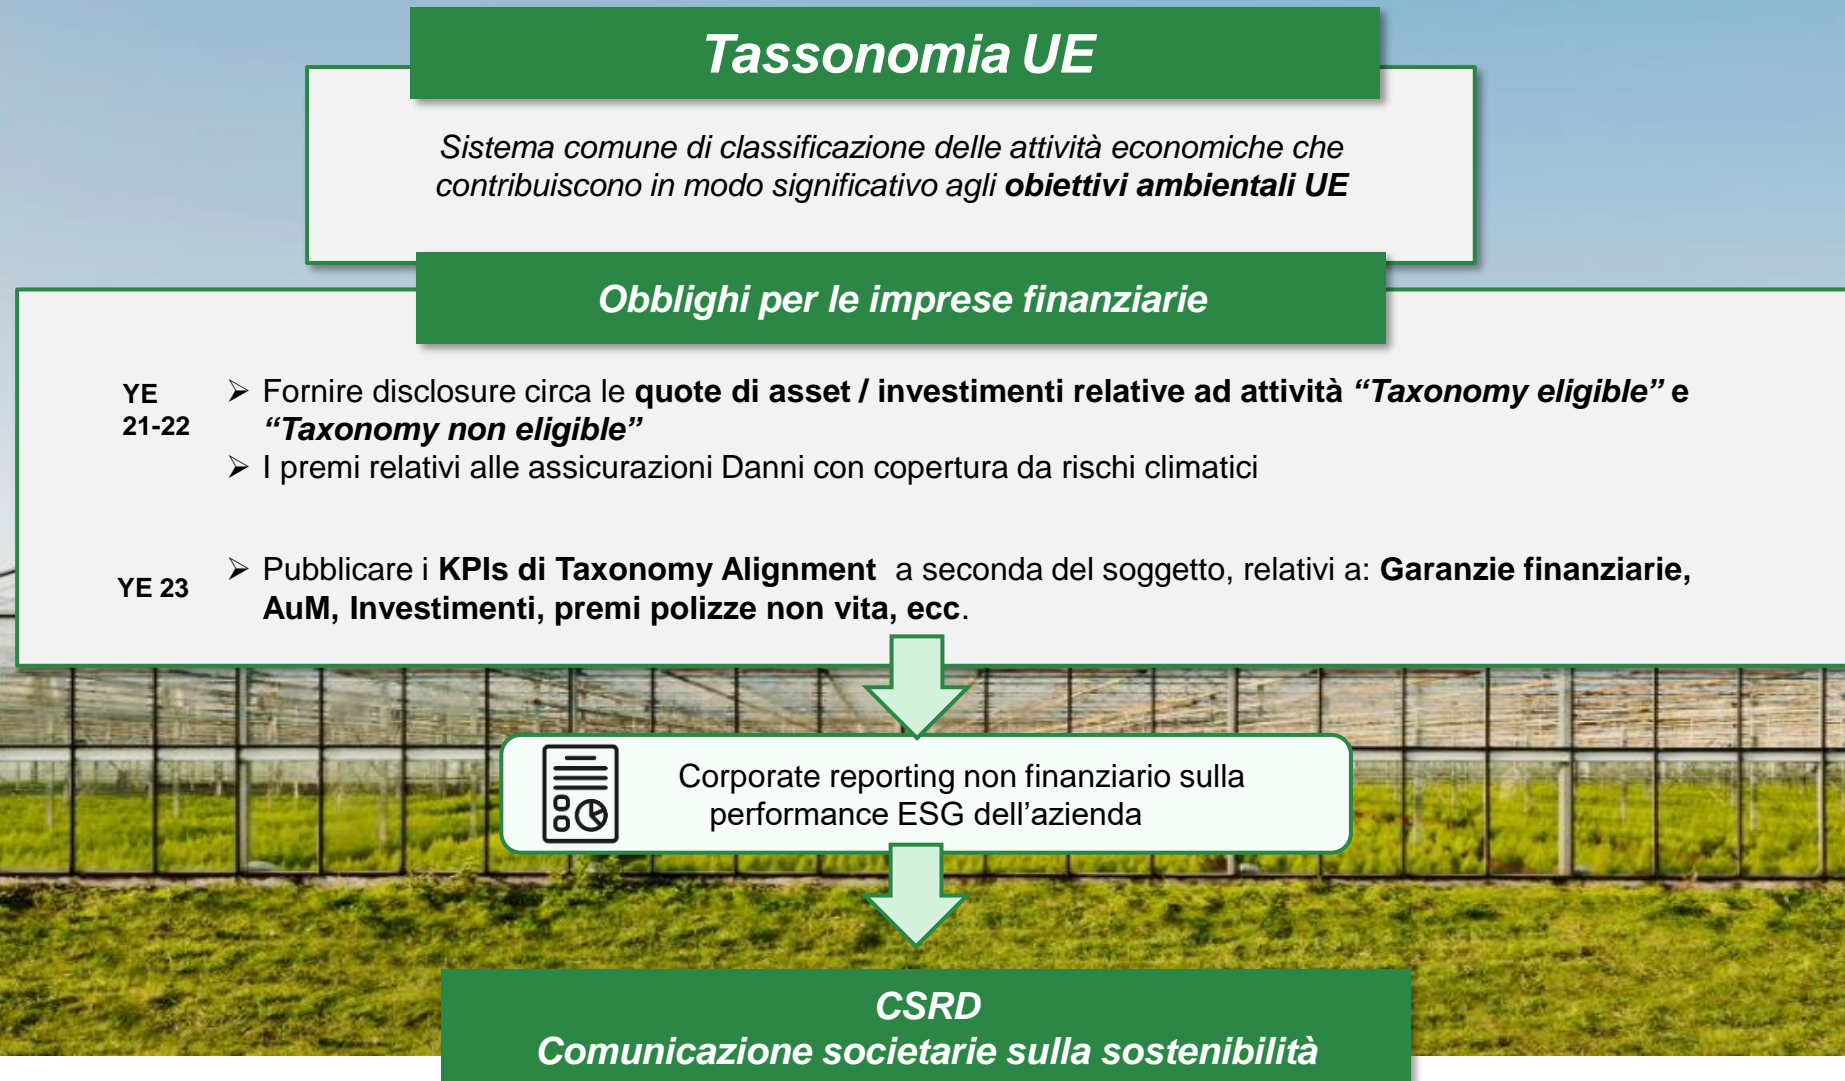 Tassonomia UE
Sistema comune di classificazione delle attività economiche che
contribuiscono in modo significativo agli obiettivi ambientali UE
Obblighi per le imprese finanziarie
YE
21-22
➢ Fornire disclosure circa le quote di asset / investimenti relative ad attività “Taxonomy eligible” e
“Taxonomy non eligible”
➢ I premi relativi alle assicurazioni Danni con copertura da rischi climatici
YE 23
➢ Pubblicare i KPIs di Taxonomy Alignment a seconda del soggetto, relativi a: Garanzie finanziarie,
AuM, Investimenti, premi polizze non vita, ecc.
Corporate reporting non finanziario sulla
performance ESG dell’azienda
CSRD
Comunicazione societarie sulla sostenibilità